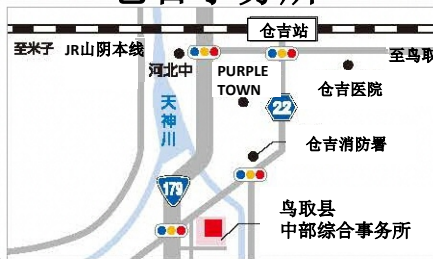 仓吉站
至米子 JR山阴本线
至鸟取
河北中
PURPLE
TOWN
仓吉医院
22
天神川
仓吉消防署
179
鸟取县
中部综合事务所